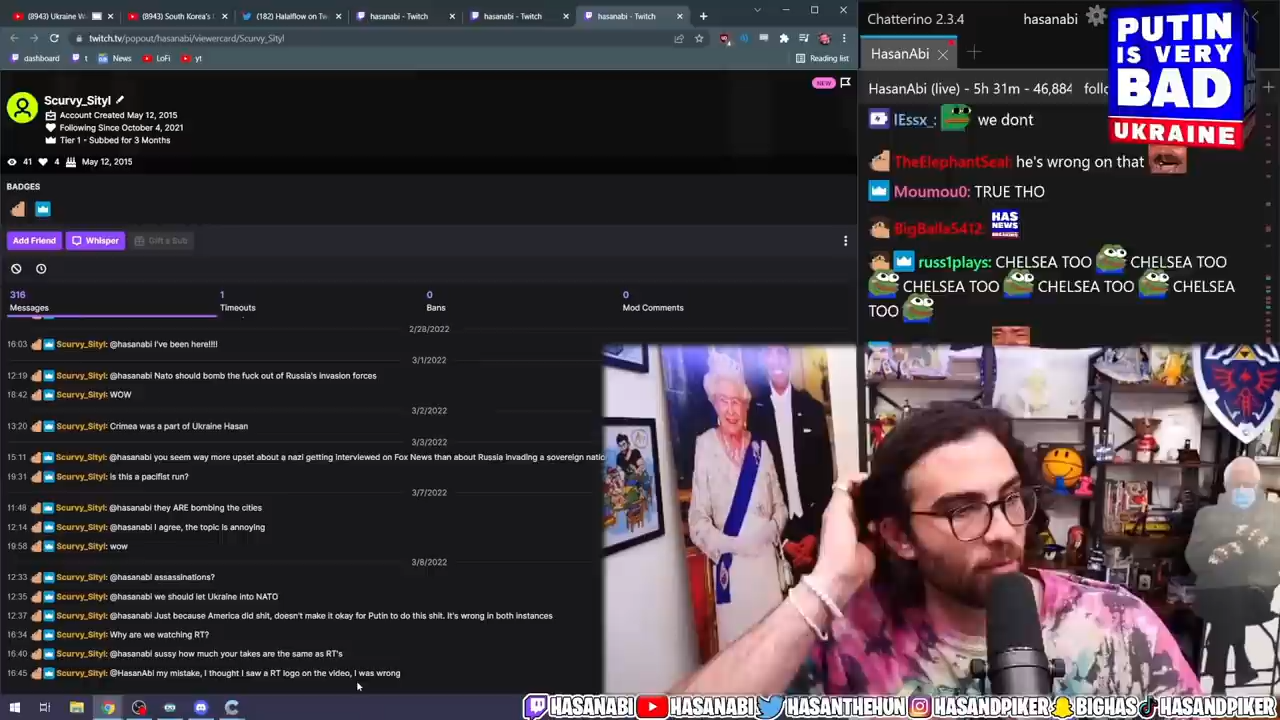 (8943) Ukraine W
(8943) South Korea's
(182) Halalflow on Tw
hasanabi - Twitch
hasanabi - Twitch
hasanabi - Twitch
twitch.tv/popout/hasanabi/viewercard/Scurvy_Sityl
dashboard
t
News
LoFi
yt
Reading list
NEW
Scurvy_Sityl
Account Created May 12, 2015
Following Since October 4, 2021
Tier 1 - Subbed for 3 Months
41 4 May 12, 2015
BADGES
Add Friend
Whisper
Gift a Sub
316
Messages
1
Timeouts
0
Bans
0
Mod Comments
2/28/2022
16:03 Scurvy_Sityl: @hasanabi I've been here!!!!
3/1/2022
12:19 Scurvy_Sityl: @hasanabi Nato should bomb the fuck out of Russia's invasion forces
18:42 Scurvy_Sityl: WOW
3/2/2022
13:20 Scurvy_Sityl: Crimea was a part of Ukraine Hasan
3/3/2022
15:11 Scurvy_Sityl: @hasanabi you seem way more upset about a nazi getting interviewed on Fox News than about Russia invading a sovereign natio
19:31 Scurvy_Sityl: is this a pacifist run?
3/7/2022
11:48 Scurvy_Sityl: @hasanabi they ARE bombing the cities
12:14 Scurvy_Sityl: @hasanabi I agree, the topic is annoying
19:58 Scurvy_Sityl: wow
3/8/2022
12:33 Scurvy_Sityl: @hasanabi assassinations?
12:35 Scurvy_Sityl: @hasanabi we should let Ukraine into NATO
12:37 Scurvy_Sityl: @hasanabi Just because America did shit, doesn't make it okay for Putin to do this shit. It's wrong in both instances
16:34 Scurvy_Sityl: Why are we watching RT?
16:40 Scurvy_Sityl: @hasanabi sussy how much your takes are the same as RT's
16:45 Scurvy_Sityl: @HasanAbi my mistake, I thought I saw a RT logo on the video, I was wrong
Chatterino 2.3.4
hasanabi
HasanAbi
HasanAbi (live) - 5h 31m - 46,884 follo
PUTIN
IS VERY
BAD
UKRAINE
lEssx_: we dont
TheElephantSeal: he's wrong on that
Moumou0: TRUE THO
BigBalla5412:
HAS
NEWS
russ1plays: CHELSEA TOO CHELSEA TOO
CHELSEA TOO CHELSEA TOO CHELSEA
TOO
HASANABI HASANABI HASANTHEHUN HASANDPIKER BIGHAS HASANDPIKER